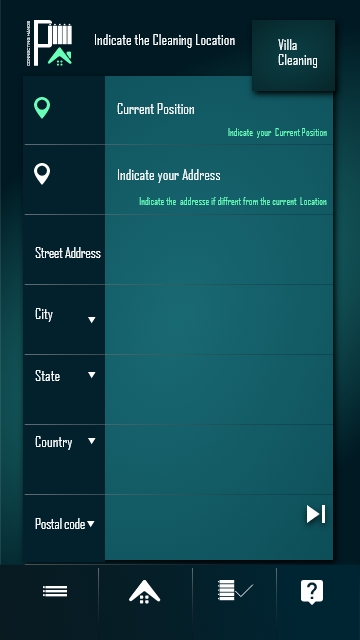 Indicate the Cleaning Location
Villa
Cleaning
Current Position
Indicate your Current Position
Indicate your Address
Indicate the addresse if diffrent from the current Location
Street Address
City
State
Country
Postal code